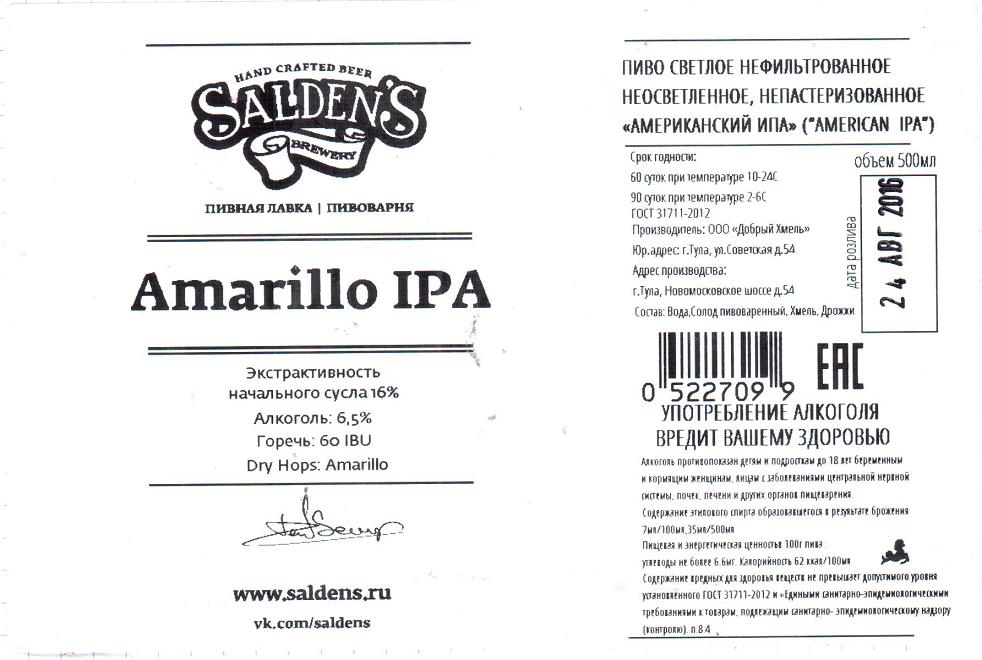 HAND CRAFTED BEER
SALDEN'S
BREWERY
ПИВНАЯ ЛАВКА | ПИВОВАРНЯ
Amarillo IPA
Экстрактивность
начального сусла 16%
Алкоголь: 6,5%
Горечь: 60 IBU
Dry Hops: Amarillo
www.saldens.ru
vk.com/saldens
ПИВО СВЕТЛОЕ НЕФИЛЬТРОВАННОЕ
НЕОСВЕТЛЕННОЕ, НЕПАСТЕРИЗОВАННОЕ
«АМЕРИКАНСКИЙ ИПА» ("AMERICAN IPA")
Срок годности:
60 суток при температуре 10-24С
90 суток при температуре 2-6С
ГОСТ 31711-2012
Производитель: ООО «Добрый Хмель»
Юр.адрес: г.Тула, ул.Советская д.54
Адрес производства:
г.Тула, Новомосковское шоссе д.54
Состав: Вода,Солод пивоваренный, Хмель, Дрожжи
объем 500мл
дата розлива
24 АВГ 2016
0 522709 9
ЕАС
УПОТРЕБЛЕНИЕ АЛКОГОЛЯ
ВРЕДИТ ВАШЕМУ ЗДОРОВЬЮ
Алкоголь противопоказан детям и подросткам до 18 лет беременным
и кормящим женщинам, лицам с заболеваниями центральной нервной
системы, почек, печени и других органов пищеварения.
Содержание этилового спирта образовавшегося в результате брожения
7мл/100мл,35мл/500мл
Пищевая и энергетическая ценностьв 100г пива :
углеводы не более 6.6мг. Калорийность 62 ккал/100мл
Содержание вредных для здоровья веществ не превышает допустимого уровня
установленного ГОСТ 31711-2012 и «Едиными санитарно-эпидемиологическими
требованиями к товарам, подлежащим санитарно- эпидемиологическому надзору
(контролю). п.8.4